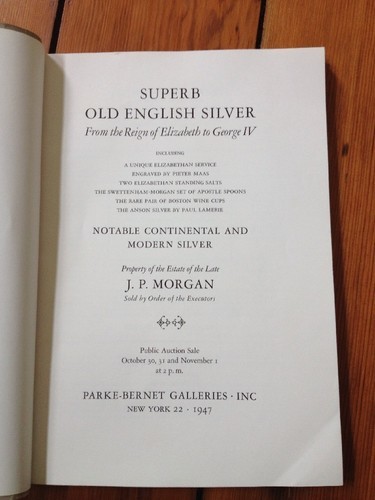 SUPERB
OLD ENGLISH SILVER
From the Reign of Elizabeth to George IV
INCLUDING
A UNIQUE ELIZABETHAN SERVICE
ENGRAVED BY PIETER MAAS
TWO ELIZABETHAN STANDING SALTS
THE SWETTENHAM-MORGAN SET OF APOSTLE SPOONS
THE RARE PAIR OF BOSTON WINE CUPS
THE ANSON SILVER BY PAUL LAMERIE
NOTABLE CONTINENTAL AND
MODERN SILVER
Property of the Estate of the Late
J. P. MORGAN
Sold by Order of the Executors
Public Auction Sale
October 30, 31 and November 1
at 2 p.m.
PARKE-BERNET GALLERIES · INC
NEW YORK 22 · 1947